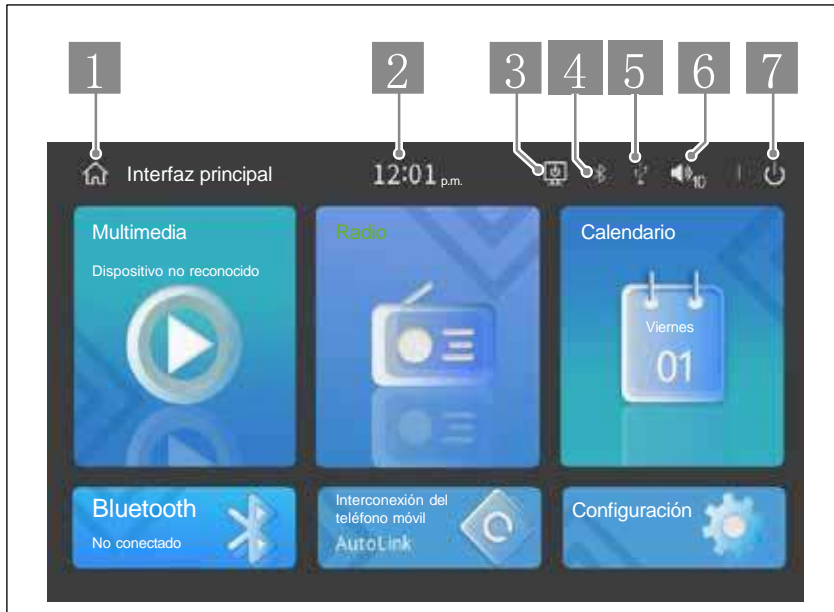 1 2 3 4 5 6 7
Interfaz principal 12:01 p.m. 10
Multimedia
Dispositivo no reconocido
Radio
Calendario
Viernes
01
Bluetooth
No conectado
Interconexión del
teléfono móvil
AutoLink
Configuración